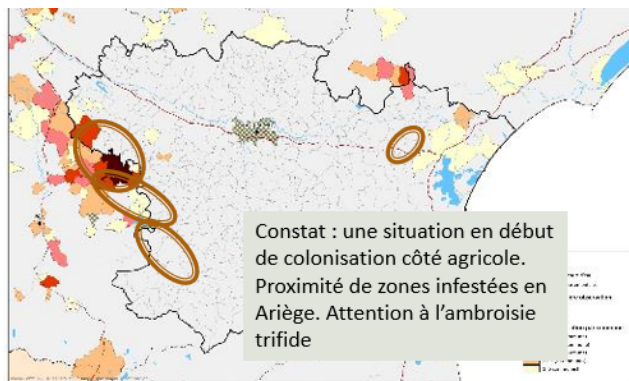 Constat : une situation en début
de colonisation côté agricole.
Proximité de zones infestées en
Ariège. Attention à l'ambroisie
trifide